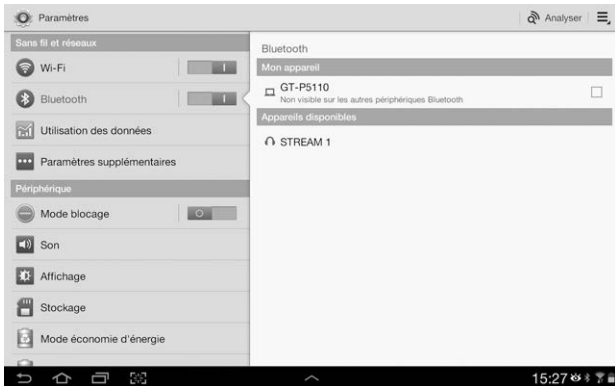 Paramètres
Analyser
Sans fil et réseaux
Wi-Fi
Bluetooth
Utilisation des données
Paramètres supplémentaires
Périphérique
Mode blocage
Son
Affichage
Stockage
Mode économie d'énergie
Bluetooth
Mon appareil
GT-P5110
Non visible sur les autres périphériques Bluetooth
Appareils disponibles
STREAM 1
15:27